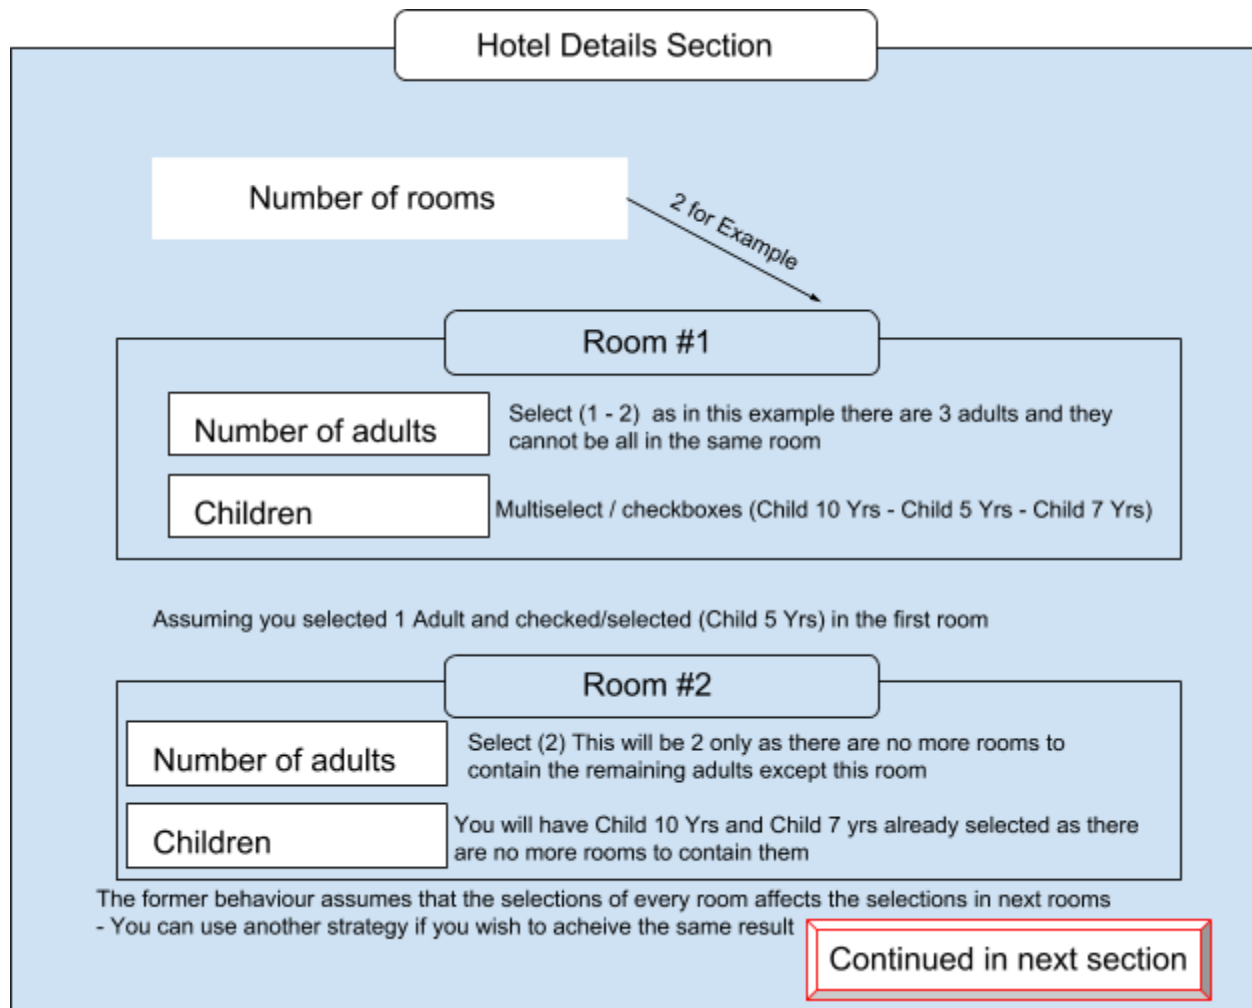 Hotel Details Section
Number of rooms
2 for Example
Room #1
Number of adults
Select (1 - 2)  as in this example there are 3 adults and they
cannot be all in the same room
Children
Multiselect / checkboxes (Child 10 Yrs - Child 5 Yrs - Child 7 Yrs)
Assuming you selected 1 Adult and checked/selected (Child 5 Yrs) in the first room
Room #2
Number of adults
Select (2) This will be 2 only as there are no more rooms to
contain the remaining adults except this room
Children
You will have Child 10 Yrs and Child 7 yrs already selected as there
are no more rooms to contain them
The former behaviour assumes that the selections of every room affects the selections in next rooms
- You can use another strategy if you wish to acheive the same result
Continued in next section